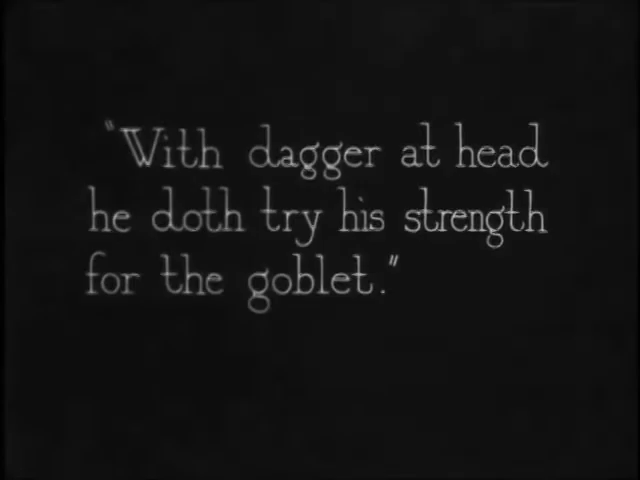 "With dagger at head
he doth try his strength
for the goblet."